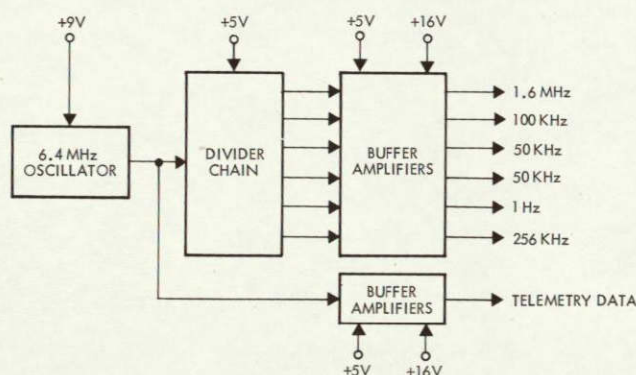 +9V
+5V
+5V
+16V
6.4 MHz
OSCILLATOR
DIVIDER
CHAIN
BUFFER
AMPLIFIERS
1.6 MHz
100 KHz
50 KHz
50 KHz
1 Hz
256 KHz
BUFFER
AMPLIFIERS
TELEMETRY DATA
+5V
+16V